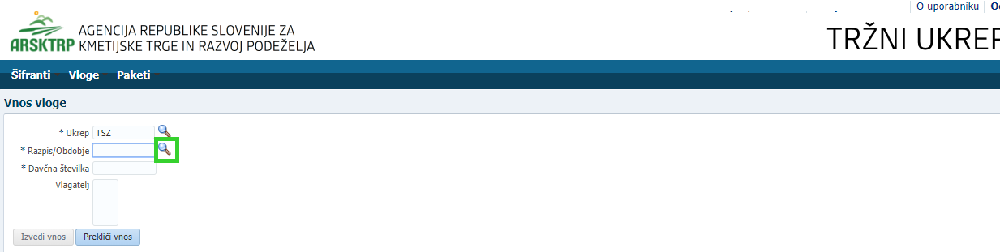 O uporabniku
ARSKTRP
AGENCIJA REPUBLIKE SLOVENIJE ZA
KMETIJSKE TRGE IN RAZVOJ PODEŽELJA
TRŽNI UKREP
Šifranti Vloge Paketi
Vnos vloge
* Ukrep TSZ
* Razpis/Obdobje
* Davčna številka
Vlagatelj
Izvedi vnos Prekliči vnos